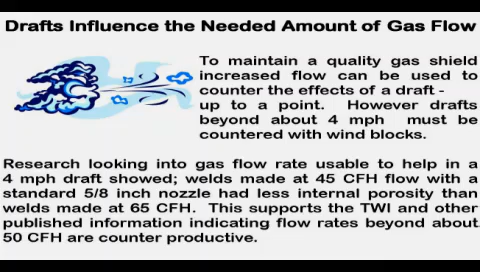 Drafts Influence the Needed Amount of Gas Flow
To maintain a quality gas shield
increased flow can be used to
counter the effects of a draft -
up to a point. However drafts
beyond about 4 mph must be
countered with wind blocks.
Research looking into gas flow rate usable to help in a
4 mph draft showed; welds made at 45 CFH flow with a
standard 5/8 inch nozzle had less internal porosity than
welds made at 65 CFH. This supports the TWI and other
published information indicating flow rates beyond about
50 CFH are counter productive.